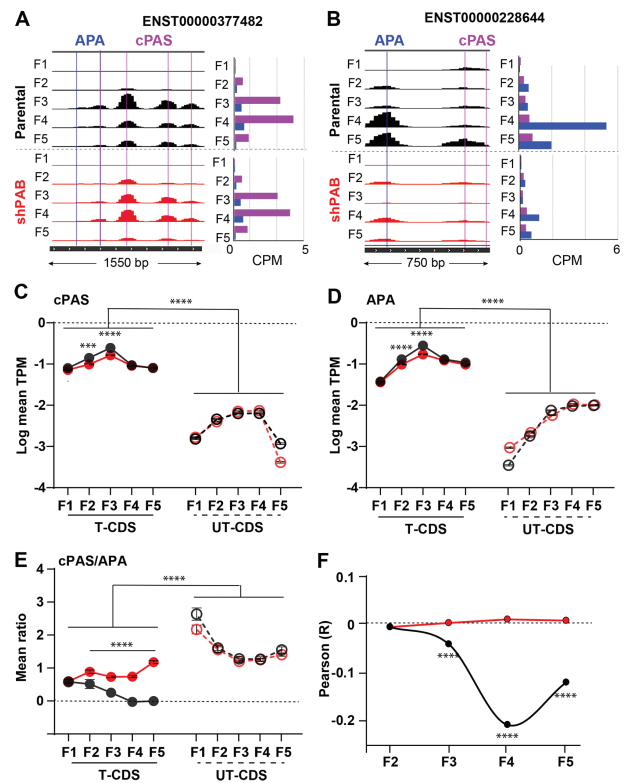 A
ENST00000377482
APA cPAS
Parental
F1
F2
F3
F4
F5
shPAB
F1
F2
F3
F4
F5
1550 bp
F1
F2
F3
F4
F5
F1
F2
F3
F4
F5
0 5
CPM
B
ENST00000228644
APA cPAS
Parental
F1
F2
F3
F4
F5
shPAB
F1
F2
F3
F4
F5
750 bp
F1
F2
F3
F4
F5
F1
F2
F3
F4
F5
0 6
CPM
C
cPAS
****
***
****
Log mean TPM
0
-1
-2
-3
-4
F1 F2 F3 F4 F5 F1 F2 F3 F4 F5
T-CDS UT-CDS
D
APA
****
****
****
Log mean TPM
0
-1
-2
-3
-4
F1 F2 F3 F4 F5 F1 F2 F3 F4 F5
T-CDS UT-CDS
E
cPAS/APA
****
****
Mean ratio
4
3
2
1
0
F1 F2 F3 F4 F5 F1 F2 F3 F4 F5
T-CDS UT-CDS
F
Pearson (R)
0.1
0
-0.1
-0.2
****
****
****
F2 F3 F4 F5